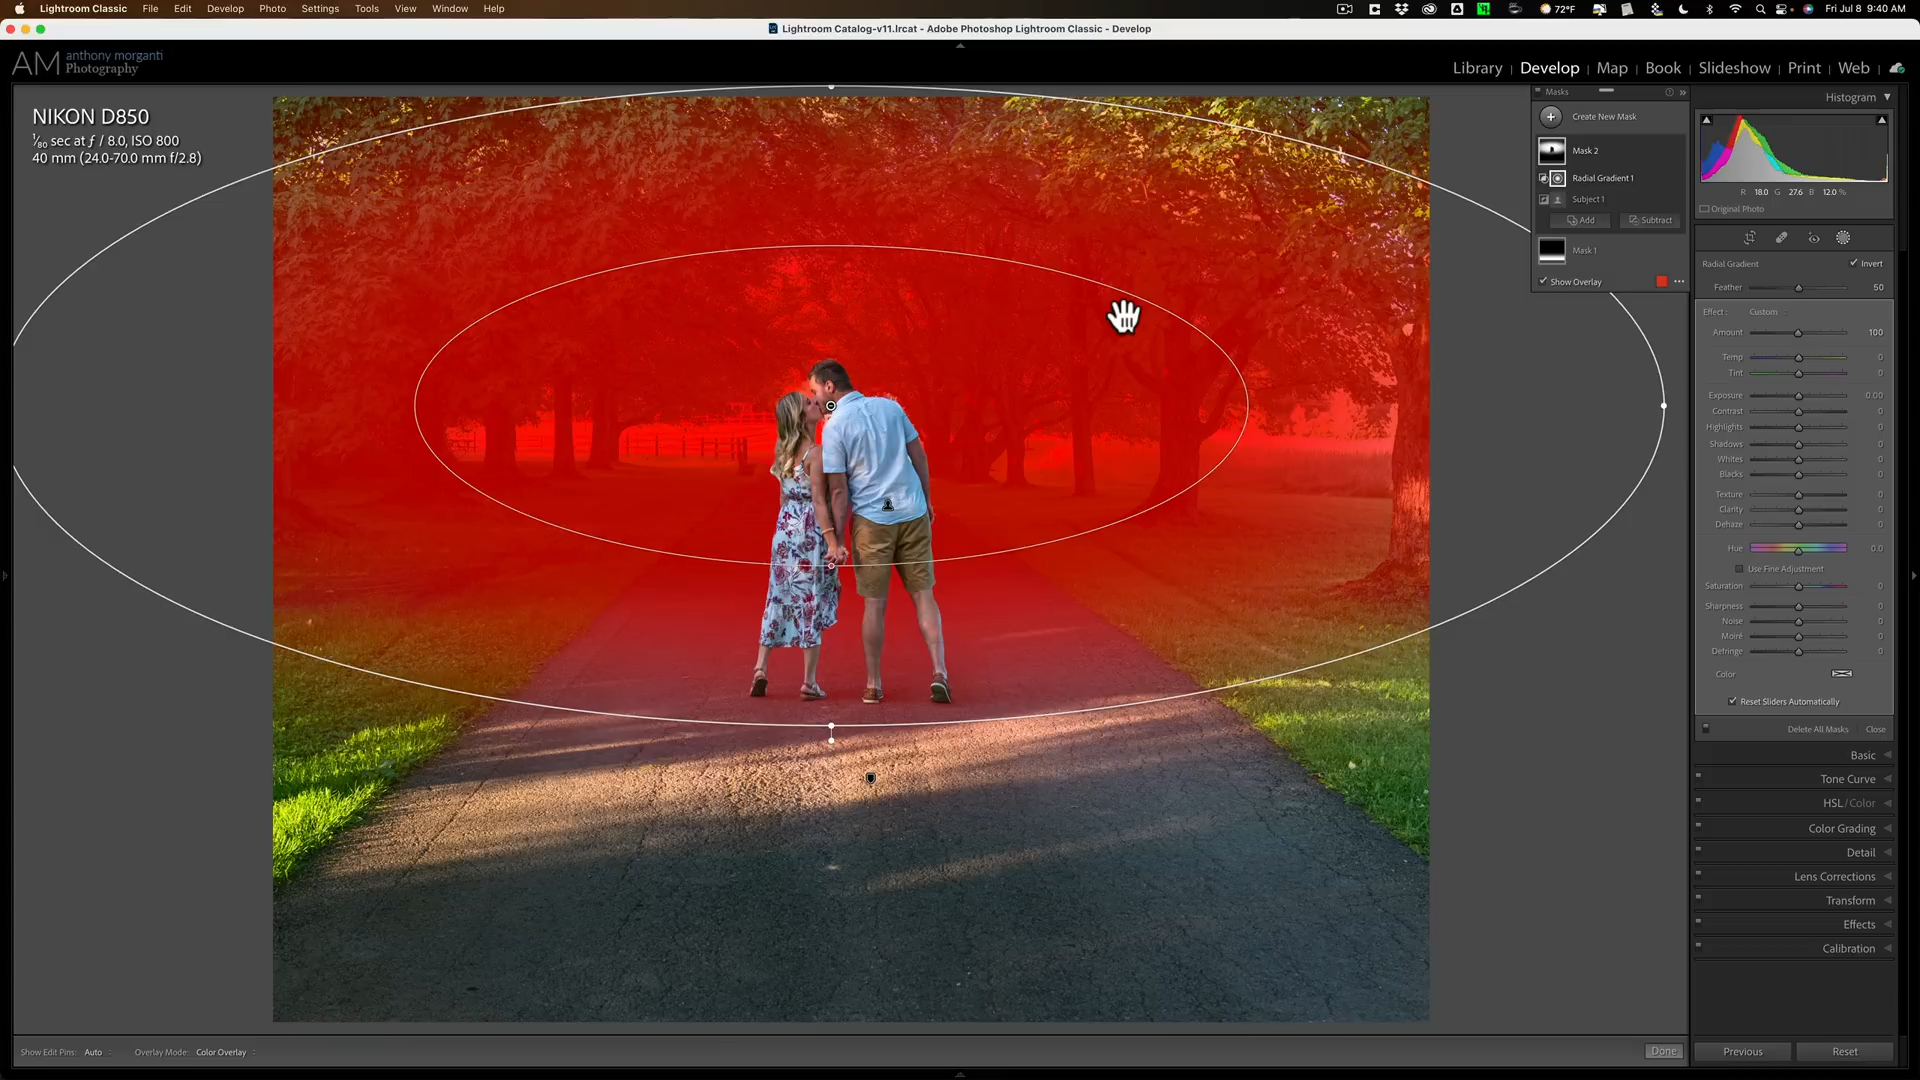 Lightroom Classic File Edit Develop Photo Settings Tools View Window Help
72°F Fri Jul 8 9:40 AM
Lightroom Catalog-v11.lrcat - Adobe Photoshop Lightroom Classic - Develop
AM anthony morganti
Photography
Library | Develop | Map | Book | Slideshow | Print | Web
NIKON D850
1/80 sec at ƒ / 8.0, ISO 800
40 mm (24.0-70.0 mm f/2.8)
Masks
Create New Mask
Mask 2
Radial Gradient 1
Subject 1
Add Subtract
Mask 1
Show Overlay
Histogram
R 18.0 G 27.6 B 12.0 %
Original Photo
Radial Gradient Invert
Feather 50
Effect : Custom
Amount 100
Temp 0
Tint 0
Exposure 0.00
Contrast 0
Highlights 0
Shadows 0
Whites 0
Blacks 0
Texture 0
Clarity 0
Dehaze 0
Hue 0.0
Use Fine Adjustment
Saturation 0
Sharpness 0
Noise 0
Moiré 0
Defringe 0
Color
Reset Sliders Automatically
Delete All Masks Close
Basic
Tone Curve
HSL / Color
Color Grading
Detail
Lens Corrections
Transform
Effects
Calibration
Show Edit Pins: Auto Overlay Mode: Color Overlay Done
Previous Reset